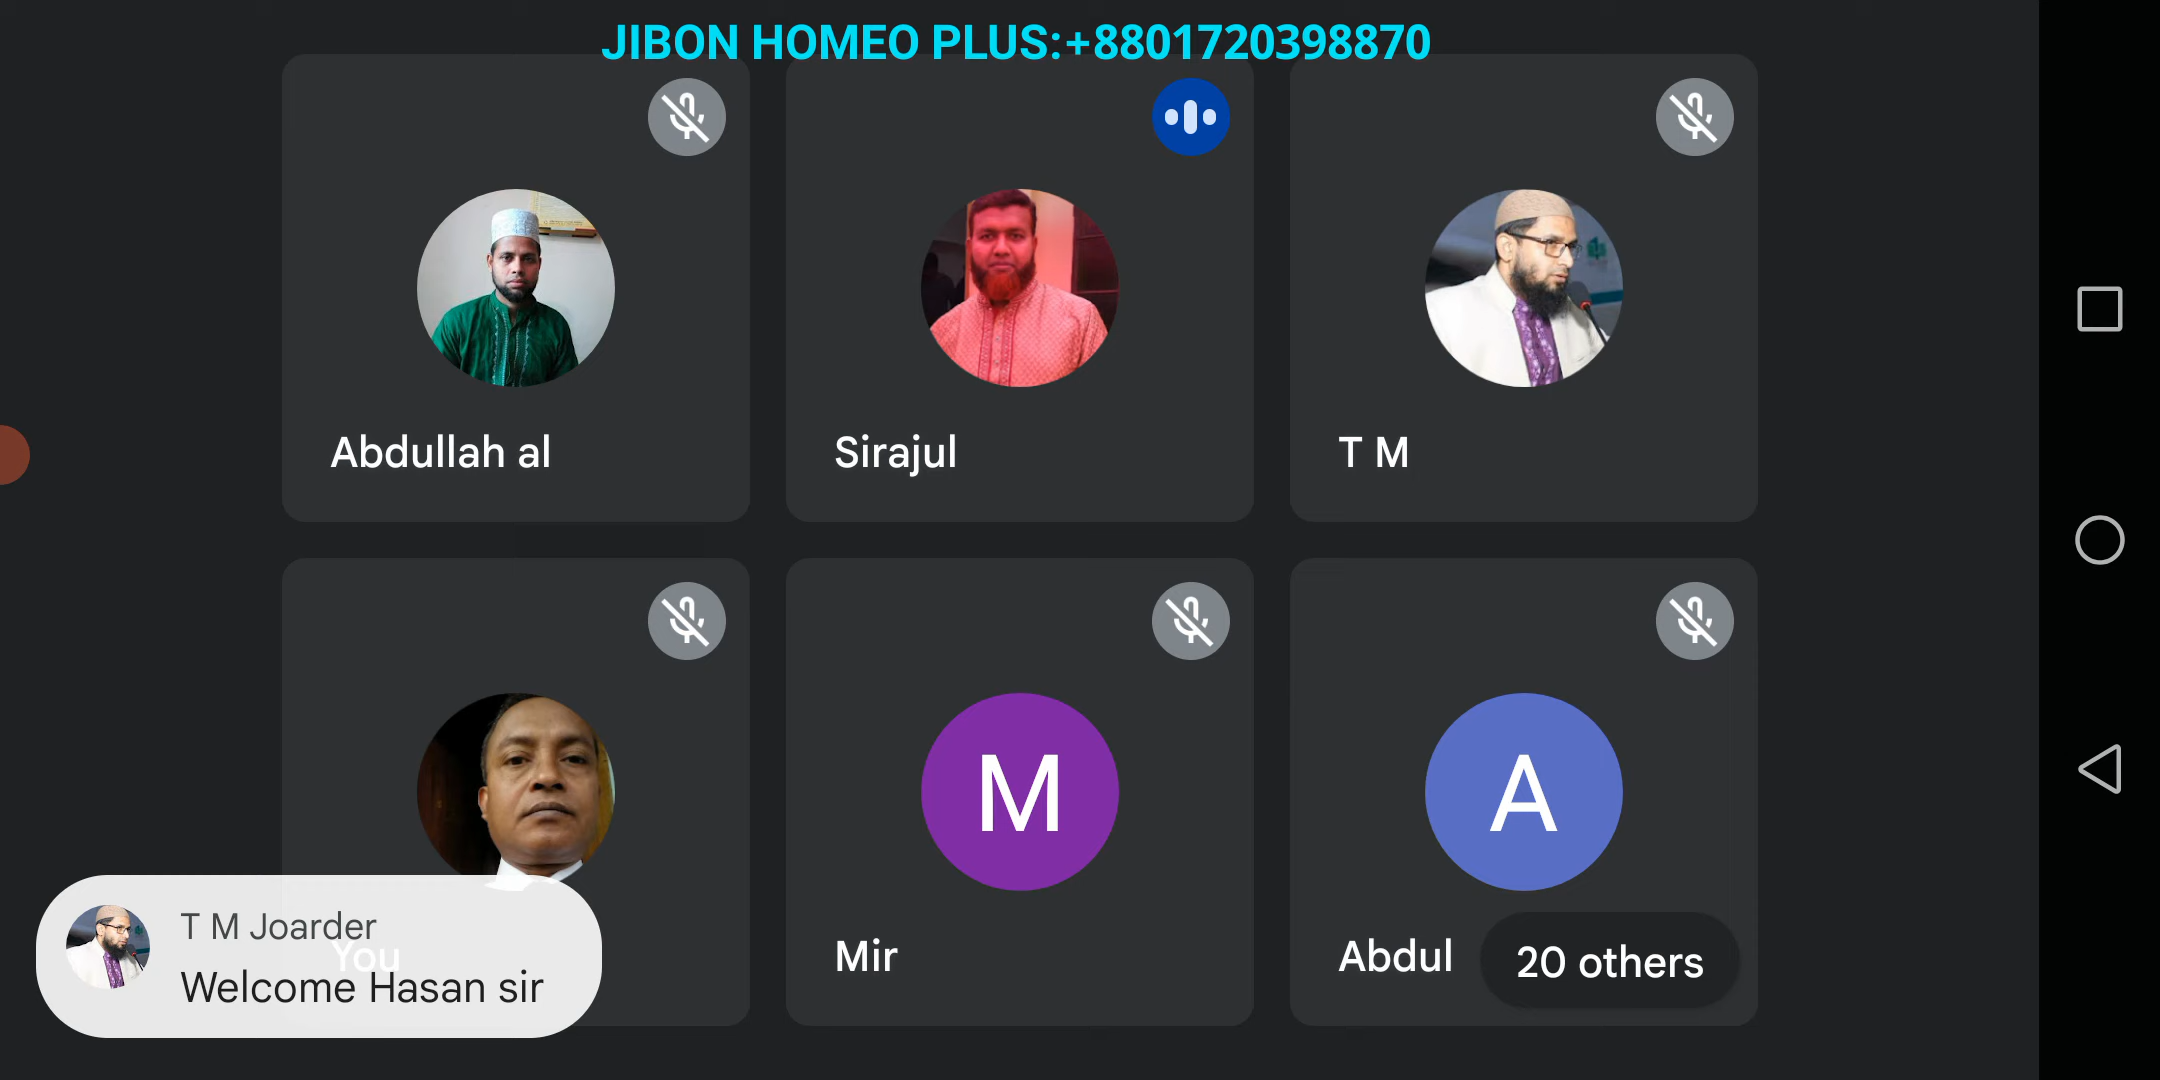 JIBON HOMEO PLUS:+8801720398870
Abdullah al
Sirajul
T M
M
A
T M Joarder
You
Welcome Hasan sir
Mir
Abdul
20 others